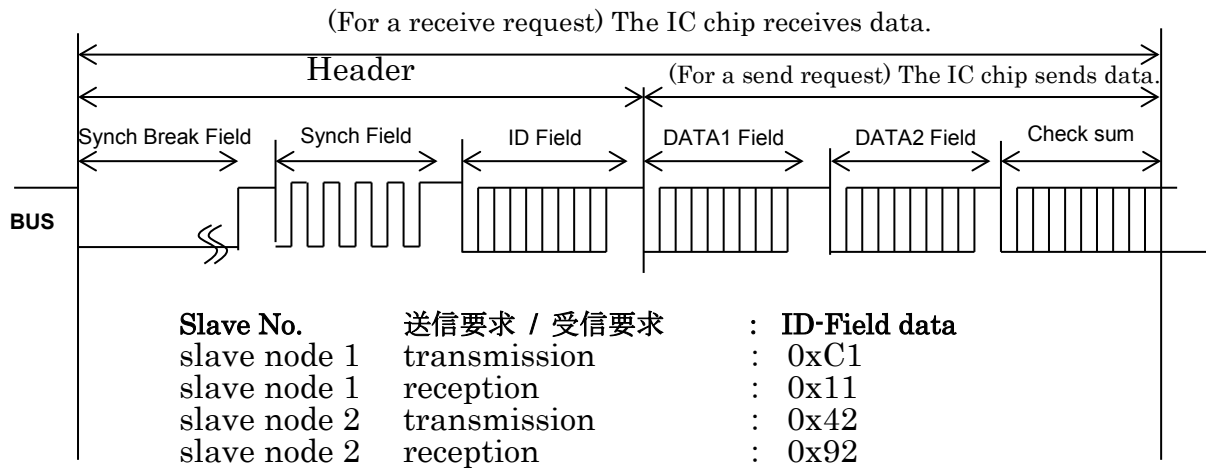 (For a receive request) The IC chip receives data.
Header
(For a send request) The IC chip sends data.
Synch Break Field
Synch Field
ID Field
DATA1 Field
DATA2 Field
Check sum
BUS
Slave No. 送信要求 / 受信要求 : ID-Field data
slave node 1 transmission : 0xC1
slave node 1 reception : 0x11
slave node 2 transmission : 0x42
slave node 2 reception : 0x92